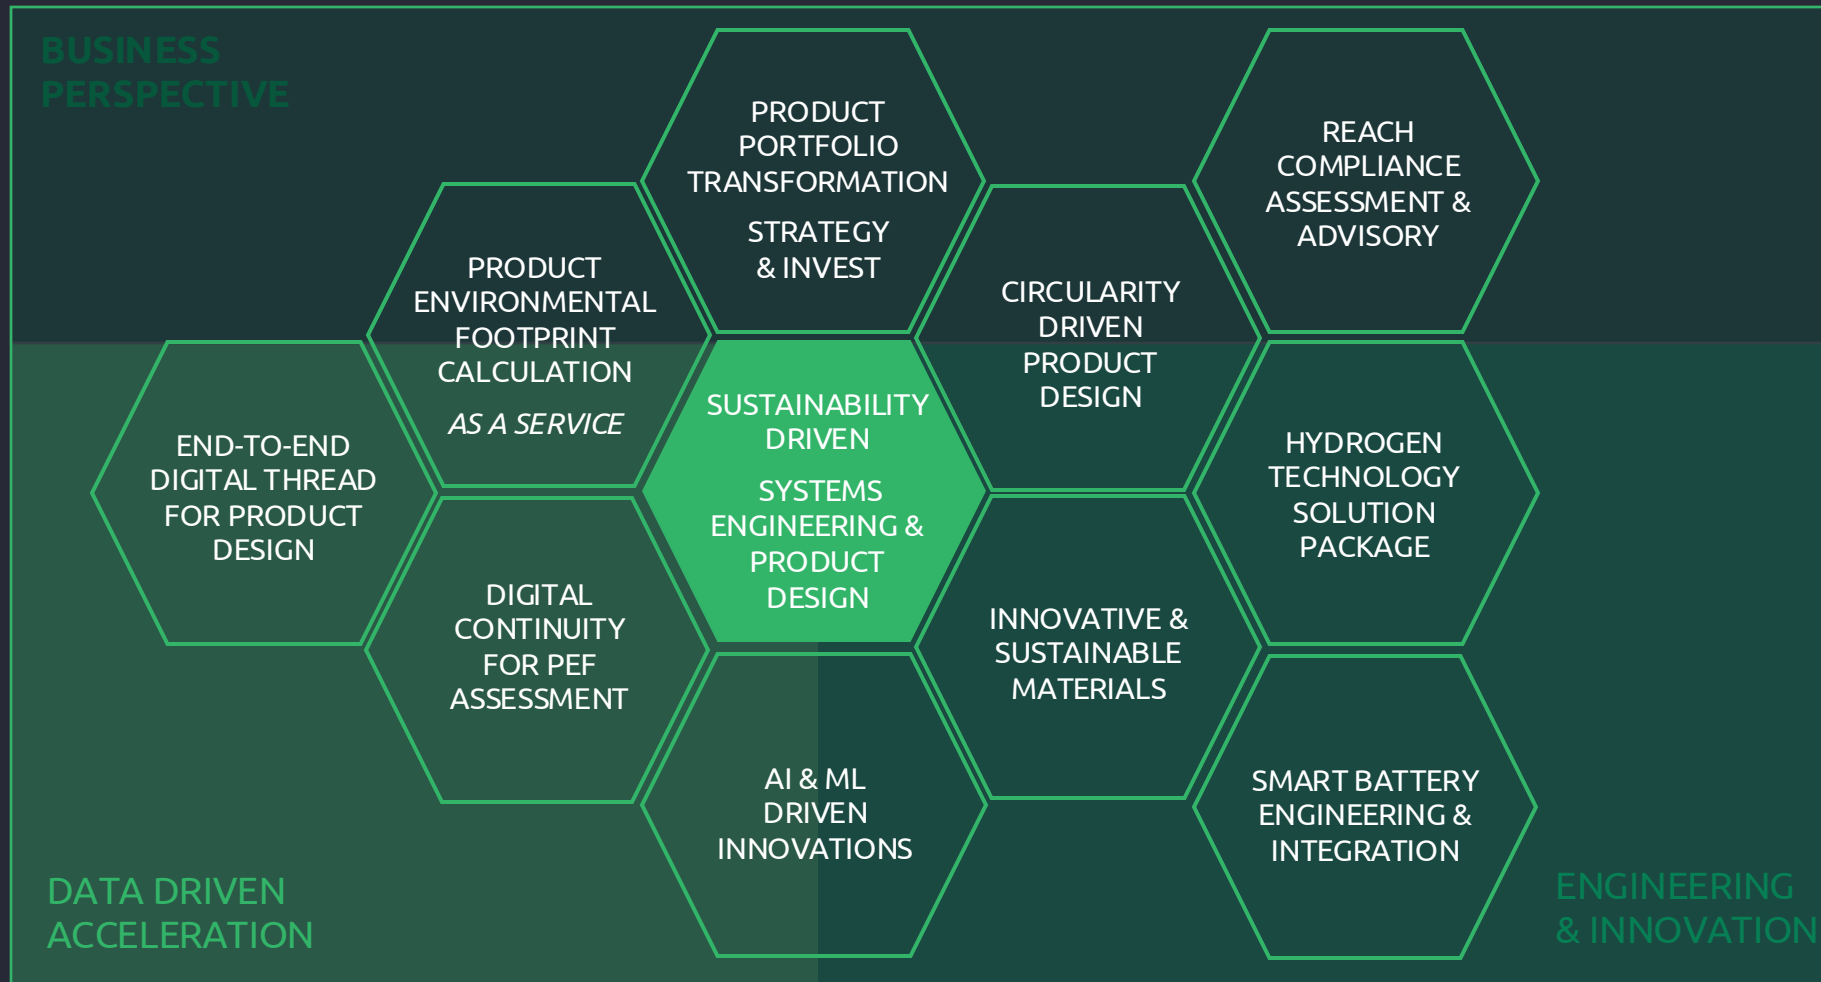 BUSINESS
PERSPECTIVE
PRODUCT
PORTFOLIO
TRANSFORMATION
STRATEGY
& INVEST
REACH
COMPLIANCE
ASSESSMENT &
ADVISORY
PRODUCT
ENVIRONMENTAL
FOOTPRINT
CALCULATION
AS A SERVICE
CIRCULARITY
DRIVEN
PRODUCT
DESIGN
END-TO-END
DIGITAL THREAD
FOR PRODUCT
DESIGN
SUSTAINABILITY
DRIVEN
SYSTEMS
ENGINEERING &
PRODUCT
DESIGN
HYDROGEN
TECHNOLOGY
SOLUTION
PACKAGE
DIGITAL
CONTINUITY
FOR PEF
ASSESSMENT
INNOVATIVE &
SUSTAINABLE
MATERIALS
AI & ML
DRIVEN
INNOVATIONS
SMART BATTERY
ENGINEERING &
INTEGRATION
DATA DRIVEN
ACCELERATION
ENGINEERING
& INNOVATION